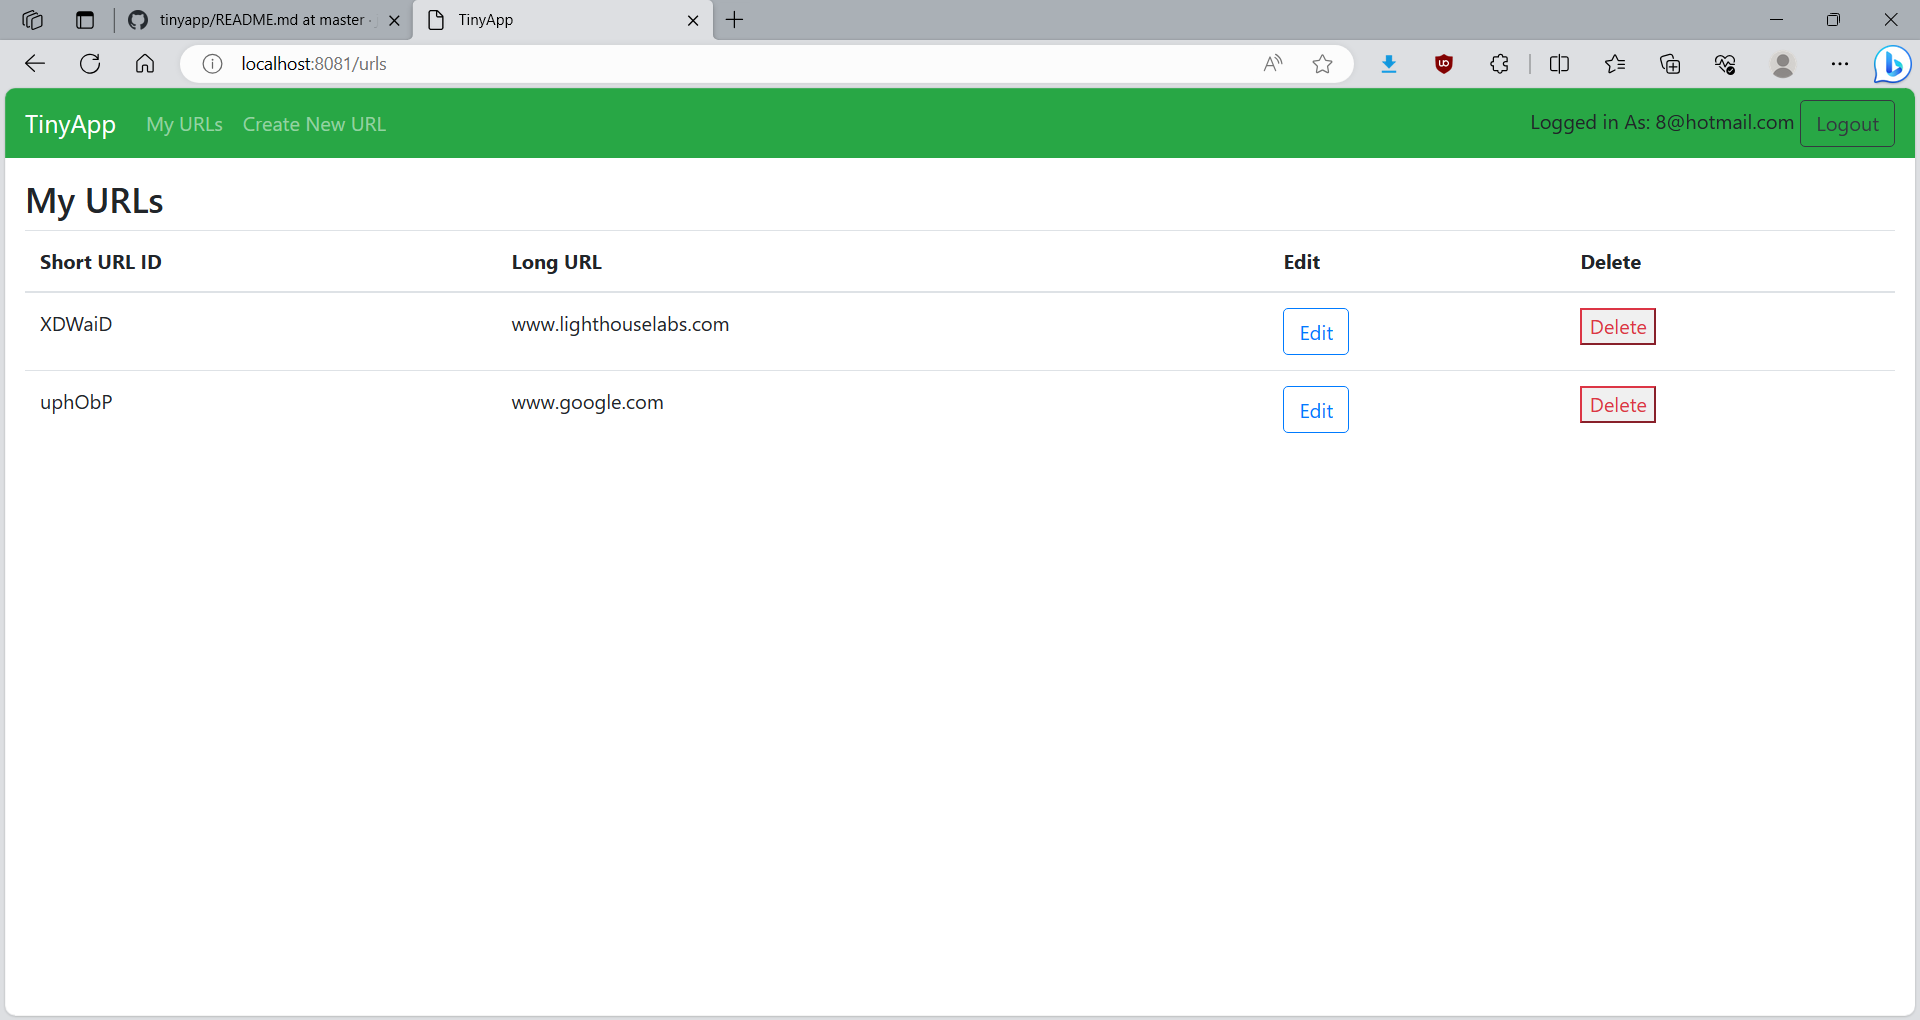 tinyapp/README.md at master ·
TinyApp
localhost:8081/urls
TinyApp My URLs Create New URL Logged in As: 8@hotmail.com Logout
My URLs
Short URL ID Long URL Edit Delete
XDWaiD www.lighthouselabs.com Edit Delete
uphObP www.google.com Edit Delete